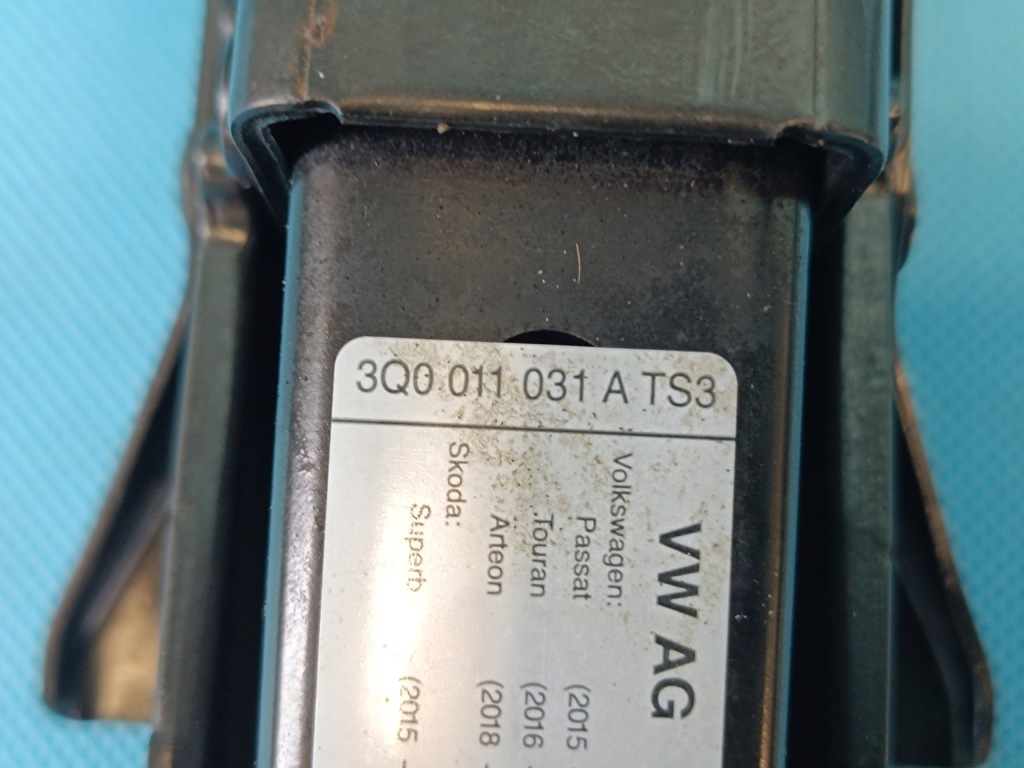 3Q0 011 031 A TS3
VW AG
Volkswagen:
Passat (2015 -
Touran (2016 -
Arteon (2018 -
Skoda:
Superb (2015 -